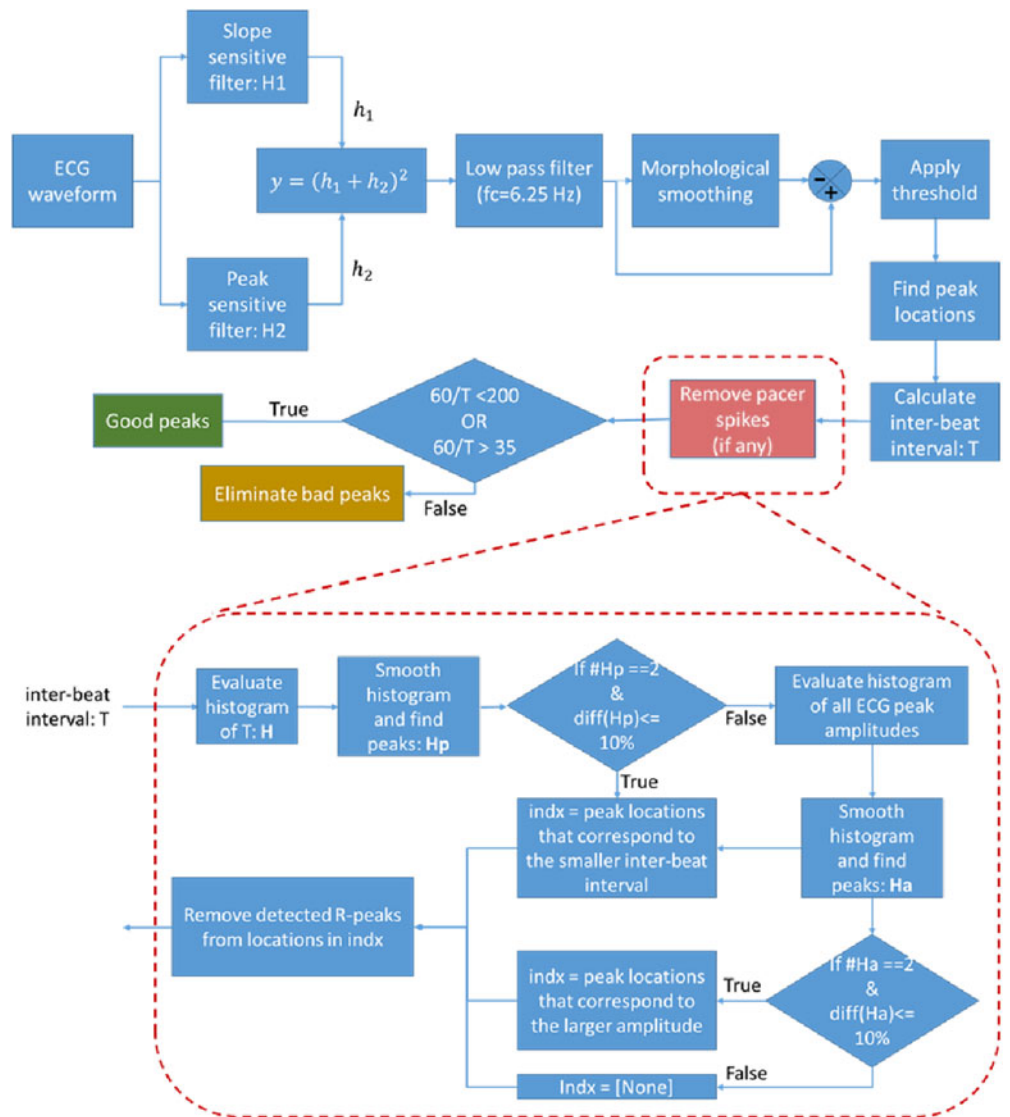 Slope
sensitive
filter: H1
h₁
ECG
waveform
y = (h₁ + h₂)²
Low pass filter
(fc=6.25 Hz)
Morphological
smoothing
-
+
Apply
threshold
Peak
sensitive
filter: H2
h₂
Find peak
locations
Calculate
inter-beat
interval: T
Remove pacer
spikes
(if any)
60/T <200
OR
60/T > 35
True
Good peaks
False
Eliminate bad peaks
inter-beat
interval: T
Evaluate
histogram
of T: H
Smooth
histogram
and find
peaks: Hp
If #Hp ==2
&
diff(Hp)<=
10%
False
True
Evaluate histogram
of all ECG peak
amplitudes
indx = peak locations
that correspond to
the smaller inter-beat
interval
Smooth
histogram
and find
peaks: Ha
Remove detected R-peaks
from locations in indx
If #Ha ==2
&
diff(Ha)<=
10%
True
indx = peak locations
that correspond to
the larger amplitude
False
Indx = [None]